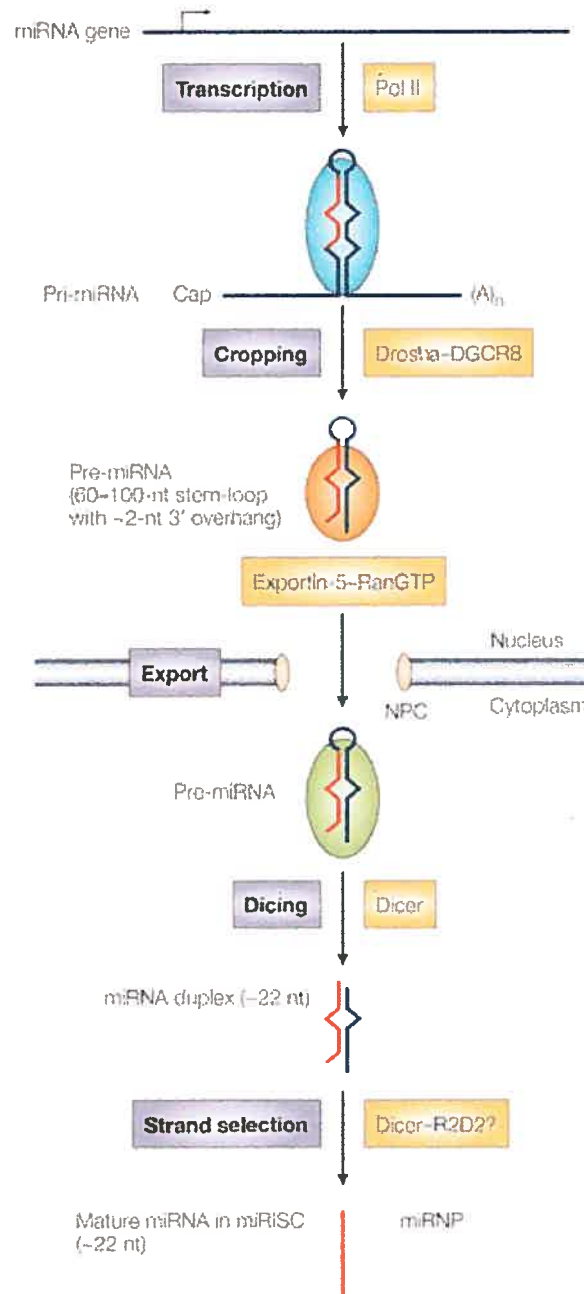 miRNA gene
Transcription
Pol II
Pri-miRNA
Cap
(A)n
Cropping
Drosha–DGCR8
Pre-miRNA
(60–100-nt stem-loop
with ~2-nt 3′ overhang)
Exportin-5–RanGTP
Nucleus
Export
NPC
Cytoplasm
Pre-miRNA
Dicing
Dicer
miRNA duplex (~22 nt)
Strand selection
Dicer–R2D2?
Mature miRNA in miRISC
(~22 nt)
miRNP